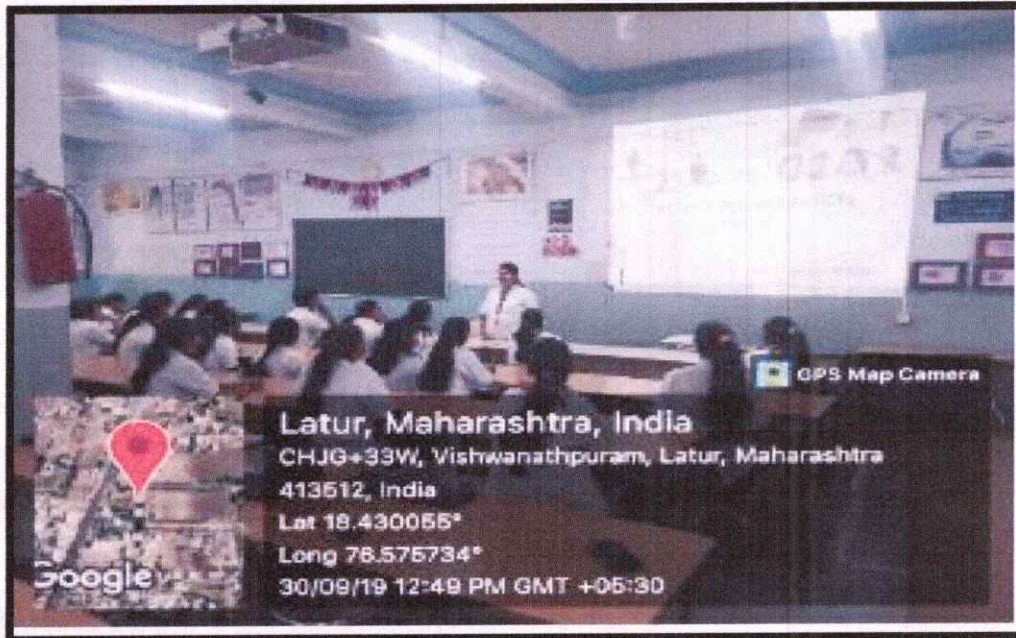 GPS Map Camera
Latur, Maharashtra, India
CHJG+33W, Vishwanathpuram, Latur, Maharashtra
413512, India
Lat 18.430055°
Long 76.575734°
30/09/19 12:49 PM GMT +05:30
Google